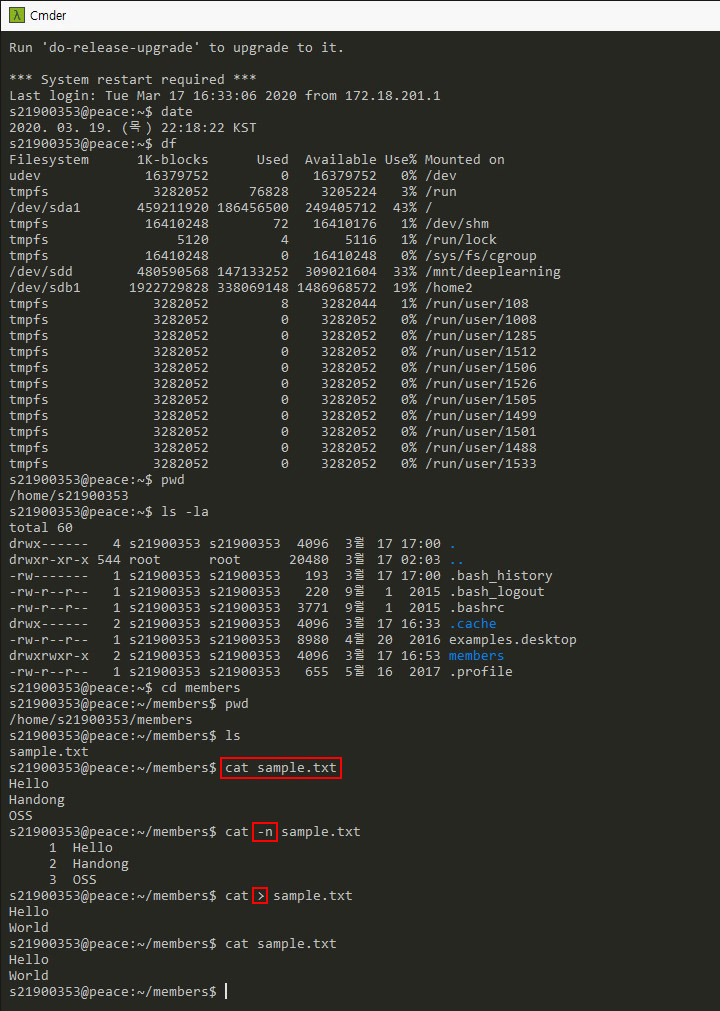 Cmder
Run 'do-release-upgrade' to upgrade to it.
*** System restart required ***
Last login: Tue Mar 17 16:33:06 2020 from 172.18.201.1
s21900353@peace:~$ date
2020. 03. 19. (목) 22:18:22 KST
s21900353@peace:~$ df
Filesystem      1K-blocks      Used  Available Use% Mounted on
udev             16379752         0   16379752   0% /dev
tmpfs             3282052     76828    3205224   3% /run
/dev/sda1       459211920 186456500  249405712  43% /
tmpfs            16410248        72   16410176   1% /dev/shm
tmpfs                5120         4       5116   1% /run/lock
tmpfs            16410248         0   16410248   0% /sys/fs/cgroup
/dev/sdd        480590568 147133252  309021604  33% /mnt/deeplearning
/dev/sdb1      1922729828 338069148 1486968572  19% /home2
tmpfs             3282052         8    3282044   1% /run/user/108
tmpfs             3282052         0    3282052   0% /run/user/1008
tmpfs             3282052         0    3282052   0% /run/user/1285
tmpfs             3282052         0    3282052   0% /run/user/1512
tmpfs             3282052         0    3282052   0% /run/user/1506
tmpfs             3282052         0    3282052   0% /run/user/1526
tmpfs             3282052         0    3282052   0% /run/user/1505
tmpfs             3282052         0    3282052   0% /run/user/1499
tmpfs             3282052         0    3282052   0% /run/user/1501
tmpfs             3282052         0    3282052   0% /run/user/1488
tmpfs             3282052         0    3282052   0% /run/user/1533
s21900353@peace:~$ pwd
/home/s21900353
s21900353@peace:~$ ls -la
total 60
drwx------   4 s21900353 s21900353  4096  3월  17 17:00 .
drwxr-xr-x 544 root      root      20480  3월  17 02:03 ..
-rw-------   1 s21900353 s21900353   193  3월  17 17:00 .bash_history
-rw-r--r--   1 s21900353 s21900353   220  9월   1  2015 .bash_logout
-rw-r--r--   1 s21900353 s21900353  3771  9월   1  2015 .bashrc
drwx------   2 s21900353 s21900353  4096  3월  17 16:33 .cache
-rw-r--r--   1 s21900353 s21900353  8980  4월  20  2016 examples.desktop
drwxrwxr-x   2 s21900353 s21900353  4096  3월  17 16:53 members
-rw-r--r--   1 s21900353 s21900353   655  5월  16  2017 .profile
s21900353@peace:~$ cd members
s21900353@peace:~/members$ pwd
/home/s21900353/members
s21900353@peace:~/members$ ls
sample.txt
s21900353@peace:~/members$ cat sample.txt
Hello
Handong
OSS
s21900353@peace:~/members$ cat -n sample.txt
     1  Hello
     2  Handong
     3  OSS
s21900353@peace:~/members$ cat > sample.txt
Hello
World
s21900353@peace:~/members$ cat sample.txt
Hello
World
s21900353@peace:~/members$